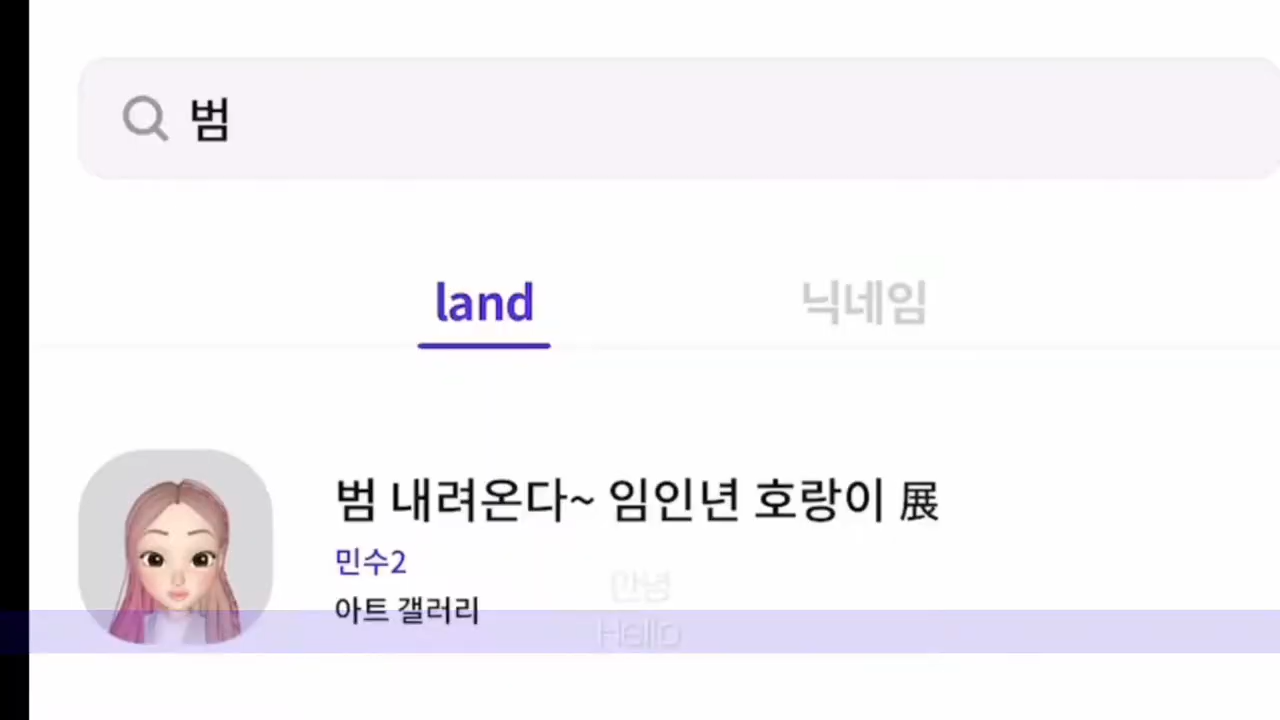 범
land 닉네임
범 내려온다~ 임인년 호랑이 展
민수2
안녕
아트 갤러리
Hello